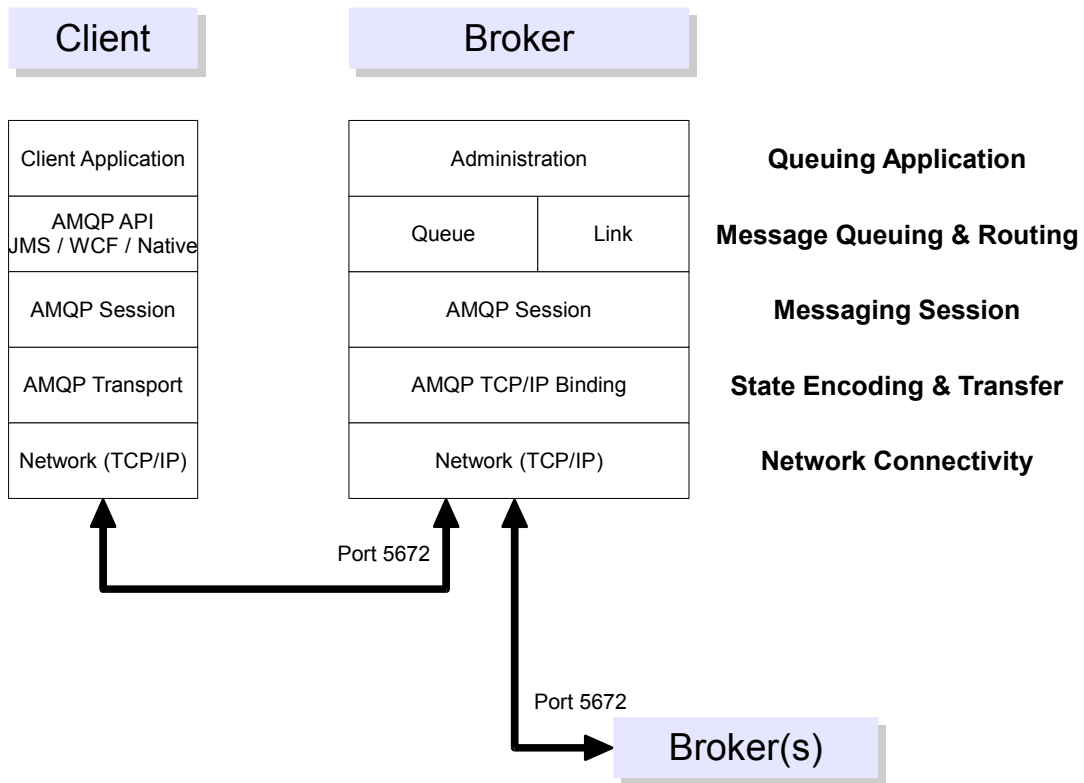 Client
Broker
Client Application
Administration
Queuing Application
AMQP API
JMS / WCF / Native
Queue
Link
Message Queuing & Routing
AMQP Session
AMQP Session
Messaging Session
AMQP Transport
AMQP TCP/IP Binding
State Encoding & Transfer
Network (TCP/IP)
Network (TCP/IP)
Network Connectivity
Port 5672
Port 5672
Broker(s)